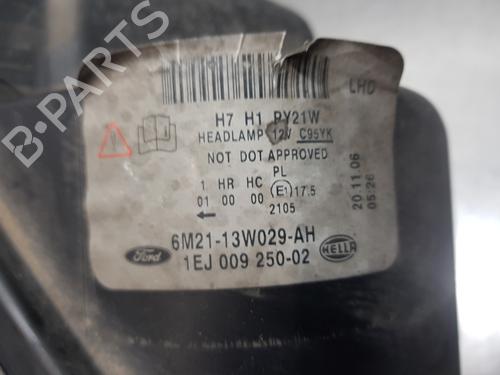 B-PARTS
LHD
H7 H1 PY21W
HEADLAMP 12V C95YK
NOT DOT APPROVED
PL
1 HR HC E1 17.5
01 00 00
2105
20 11 06
05:26
6M21-13W029-AH
Ford 1EJ 009 250-02 HELLA